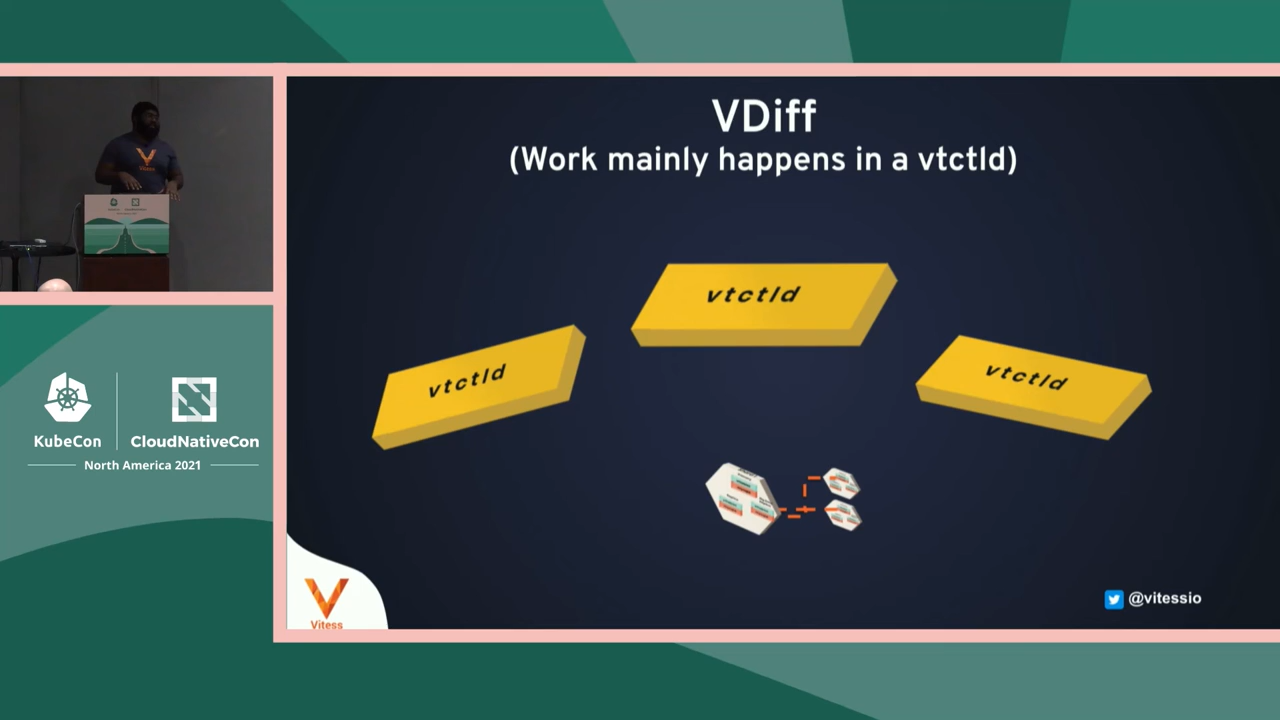 VDiff
(Work mainly happens in a vtctld)
vtctld
vtctld
vtctld
KubeCon
CloudNativeCon
North America 2021
Vitess
@vitessio